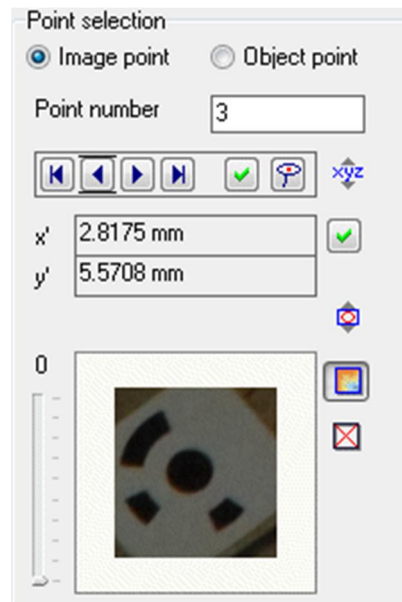 Point selection
Image point Object point
Point number 3
xyz
x' 2.8175 mm
y' 5.5708 mm
0